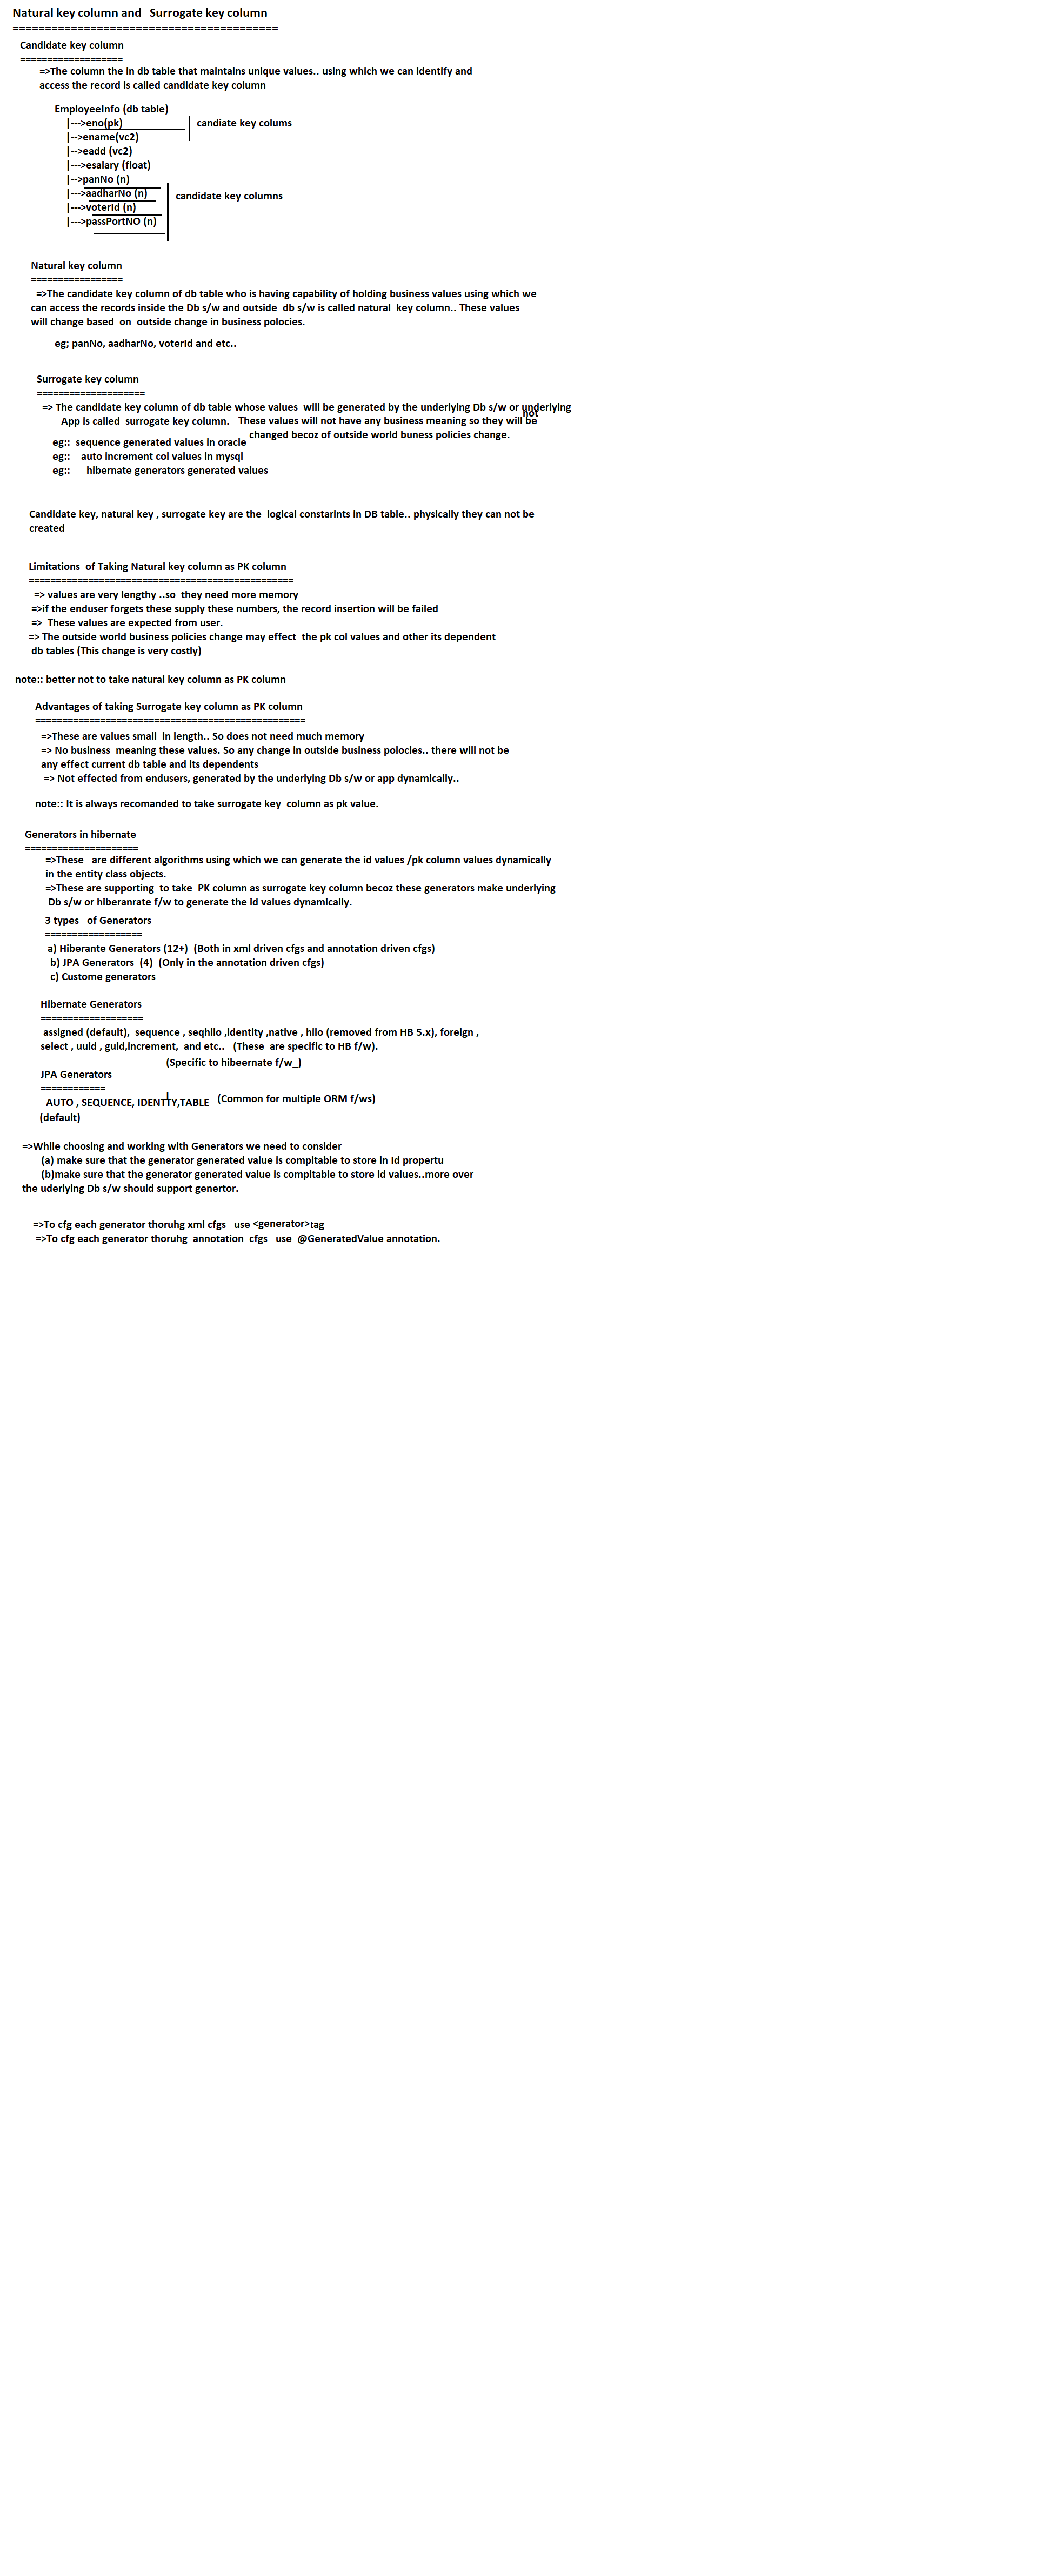 Natural key column and   Surrogate key column
=========================================
Candidate key column
===================
=>The column the in db table that maintains unique values.. using which we can identify and
access the record is called candidate key column
EmployeeInfo (db table)
|--->eno(pk)
candiate key colums
|-->ename(vc2)
|-->eadd (vc2)
|--->esalary (float)
|-->panNo (n)
|--->aadharNo (n)
candidate key columns
|--->voterId (n)
|--->passPortNO (n)
Natural key column
=================
=>The candidate key column of db table who is having capability of holding business values using which we
can access the records inside the Db s/w and outside  db s/w is called natural  key column.. These values
will change based  on  outside change in business polocies.
eg; panNo, aadharNo, voterId and etc..
Surrogate key column
====================
=> The candidate key column of db table whose values  will be generated by the underlying Db s/w or underlying
not
App is called  surrogate key column.   These values will not have any business meaning so they will be
changed becoz of outside world buness policies change.
eg::  sequence generated values in oracle
eg::    auto increment col values in mysql
eg::      hibernate generators generated values
Candidate key, natural key , surrogate key are the  logical constarints in DB table.. physically they can not be
created
Limitations  of Taking Natural key column as PK column
=================================================
=> values are very lengthy ..so  they need more memory
=>if the enduser forgets these supply these numbers, the record insertion will be failed
=>  These values are expected from user.
=> The outside world business policies change may effect  the pk col values and other its dependent
db tables (This change is very costly)
note:: better not to take natural key column as PK column
Advantages of taking Surrogate key column as PK column
==================================================
=>These are values small  in length.. So does not need much memory
=> No business  meaning these values. So any change in outside business polocies.. there will not be
any effect current db table and its dependents
=> Not effected from endusers, generated by the underlying Db s/w or app dynamically..
note:: It is always recomanded to take surrogate key  column as pk value.
Generators in hibernate
=====================
=>These   are different algorithms using which we can generate the id values /pk column values dynamically
in the entity class objects.
=>These are supporting  to take  PK column as surrogate key column becoz these generators make underlying
Db s/w or hiberanrate f/w to generate the id values dynamically.
3 types   of Generators
==================
a) Hiberante Generators (12+)  (Both in xml driven cfgs and annotation driven cfgs)
b) JPA Generators  (4)  (Only in the annotation driven cfgs)
c) Custome generators
Hibernate Generators
===================
assigned (default),  sequence , seqhilo ,identity ,native , hilo (removed from HB 5.x), foreign ,
select , uuid , guid,increment,  and etc..   (These  are specific to HB f/w).
(Specific to hibeernate f/w_)
JPA Generators
============
AUTO , SEQUENCE, IDENTTY,TABLE   (Common for multiple ORM f/ws)
I
(default)
=>While choosing and working with Generators we need to consider
(a) make sure that the generator generated value is compitable to store in Id propertu
(b)make sure that the generator generated value is compitable to store id values..more over
the uderlying Db s/w should support genertor.
=>To cfg each generator thoruhg xml cfgs   use <generator>tag
=>To cfg each generator thoruhg  annotation  cfgs   use  @GeneratedValue annotation.